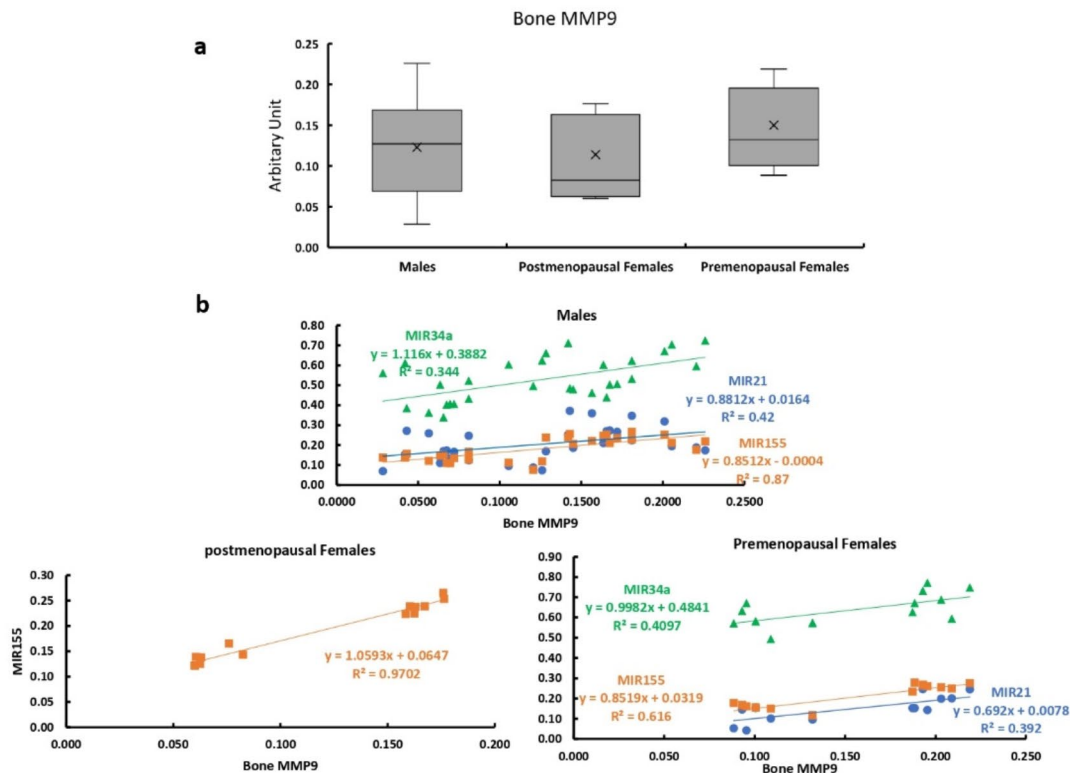 Bone MMP9
a
Arbitary Unit
0.25
0.20
0.15
0.10
0.05
0.00
Males
Postmenopausal Females
Premenopausal Females
b
Males
0.80
0.70
0.60
0.50
0.40
0.30
0.20
0.10
0.00
MIR34a
y = 1.116x + 0.3882
R² = 0.344
MIR21
y = 0.8812x + 0.0164
R² = 0.42
MIR155
y = 0.8512x - 0.0004
R² = 0.87
0.0000
0.0500
0.1000
0.1500
0.2000
0.2500
Bone MMP9
postmenopausal Females
MIR155
0.30
0.25
0.20
0.15
0.10
0.05
0.00
y = 1.0593x + 0.0647
R² = 0.9702
0.000
0.050
0.100
0.150
0.200
Bone MMP9
Premenopausal Females
0.90
0.80
0.70
0.60
0.50
0.40
0.30
0.20
0.10
0.00
MIR34a
y = 0.9982x + 0.4841
R² = 0.4097
MIR155
y = 0.8519x + 0.0319
R² = 0.616
MIR21
y = 0.692x + 0.0078
R² = 0.392
0.000
0.050
0.100
0.150
0.200
0.250
Bone MMP9